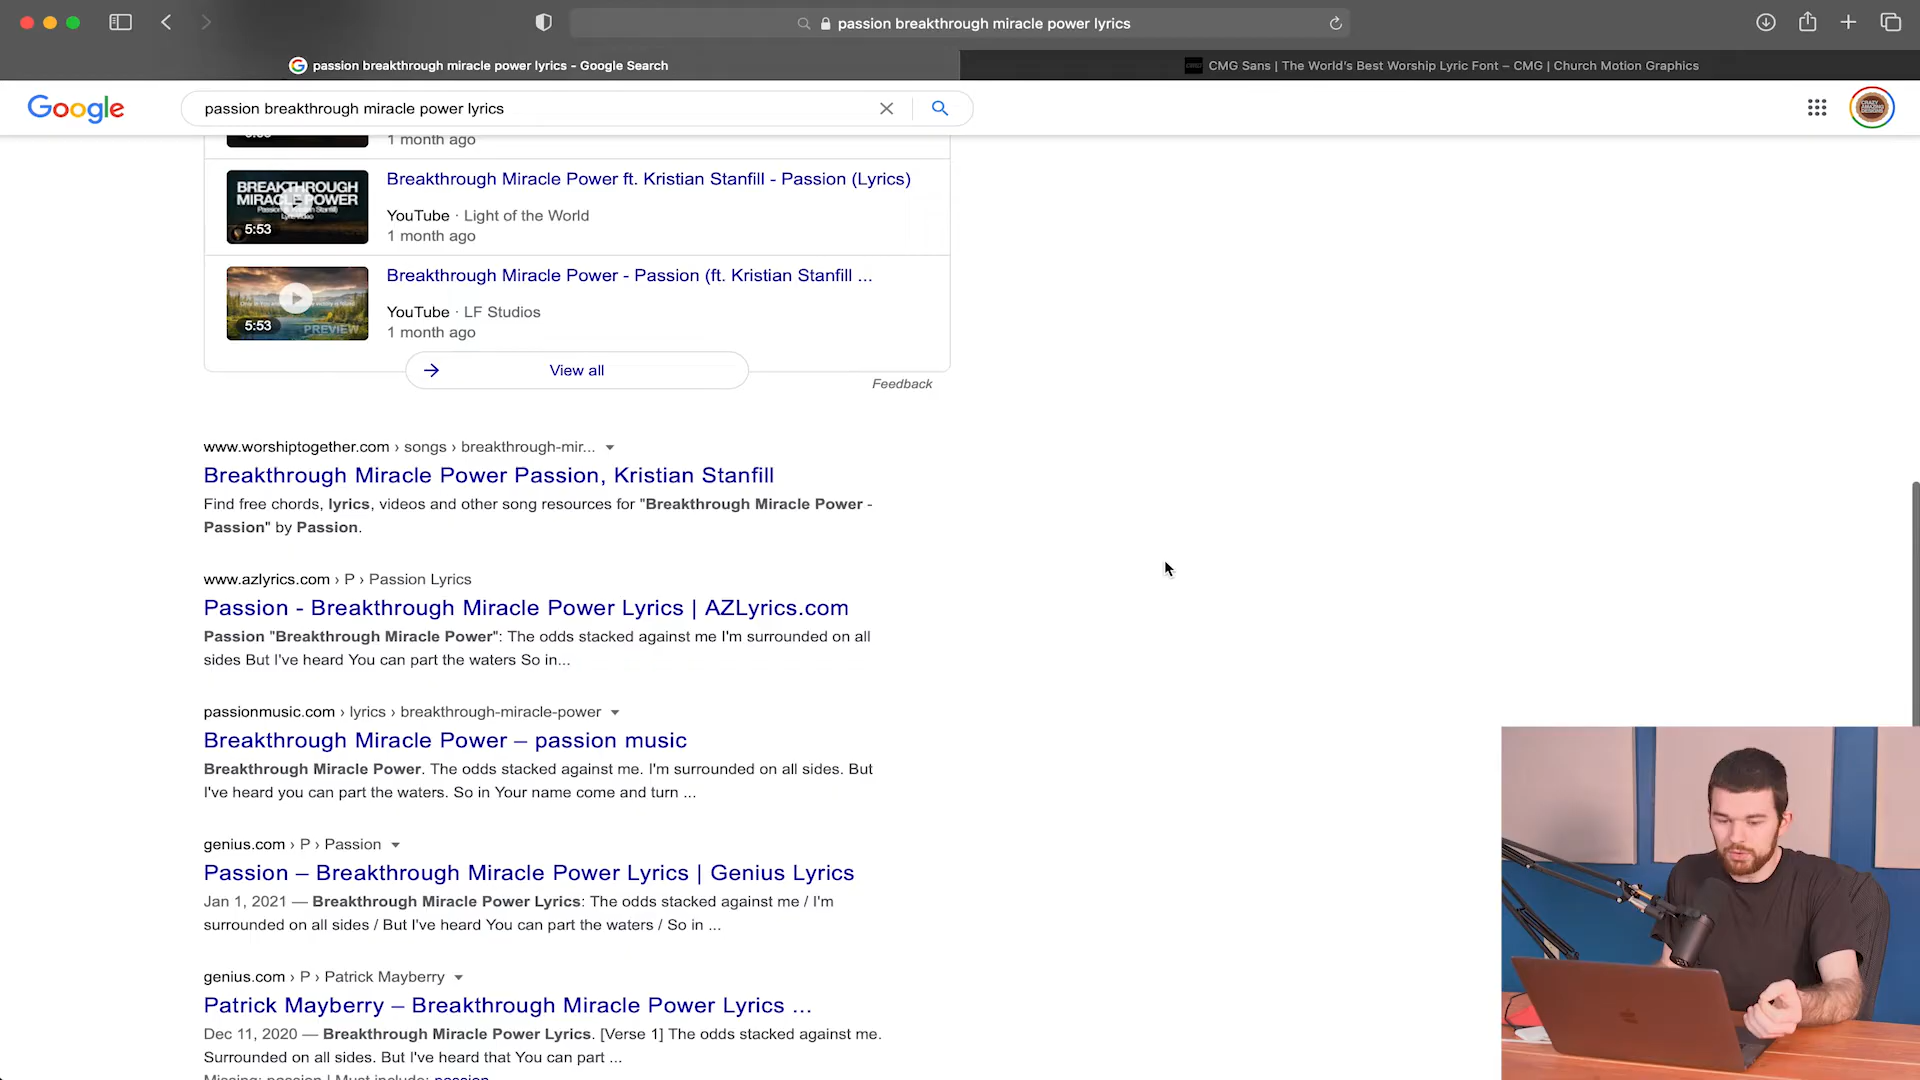 passion breakthrough miracle power lyrics
passion breakthrough miracle power lyrics - Google Search
CMG Sans | The World's Best Worship Lyric Font – CMG | Church Motion Graphics
Google
passion breakthrough miracle power lyrics
1 month ago
BREAKTHROUGH
MIRACLE POWER
5:53
Breakthrough Miracle Power ft. Kristian Stanfill - Passion (Lyrics)
YouTube · Light of the World
1 month ago
5:53
PREVIEW
Breakthrough Miracle Power - Passion (ft. Kristian Stanfill ...
YouTube · LF Studios
1 month ago
View all
Feedback
www.worshiptogether.com › songs › breakthrough-mir...
Breakthrough Miracle Power Passion, Kristian Stanfill
Find free chords, lyrics, videos and other song resources for "Breakthrough Miracle Power -
Passion" by Passion.
www.azlyrics.com › P › Passion Lyrics
Passion - Breakthrough Miracle Power Lyrics | AZLyrics.com
Passion "Breakthrough Miracle Power": The odds stacked against me I'm surrounded on all
sides But I've heard You can part the waters So in...
passionmusic.com › lyrics › breakthrough-miracle-power
Breakthrough Miracle Power – passion music
Breakthrough Miracle Power. The odds stacked against me. I'm surrounded on all sides. But
I've heard you can part the waters. So in Your name come and turn ...
genius.com › P › Passion
Passion – Breakthrough Miracle Power Lyrics | Genius Lyrics
Jan 1, 2021 — Breakthrough Miracle Power Lyrics: The odds stacked against me / I'm
surrounded on all sides / But I've heard You can part the waters / So in ...
genius.com › P › Patrick Mayberry
Patrick Mayberry – Breakthrough Miracle Power Lyrics ...
Dec 11, 2020 — Breakthrough Miracle Power Lyrics. [Verse 1] The odds stacked against me.
Surrounded on all sides. But I've heard that You can part ...
Missing: passion | Must include: passion